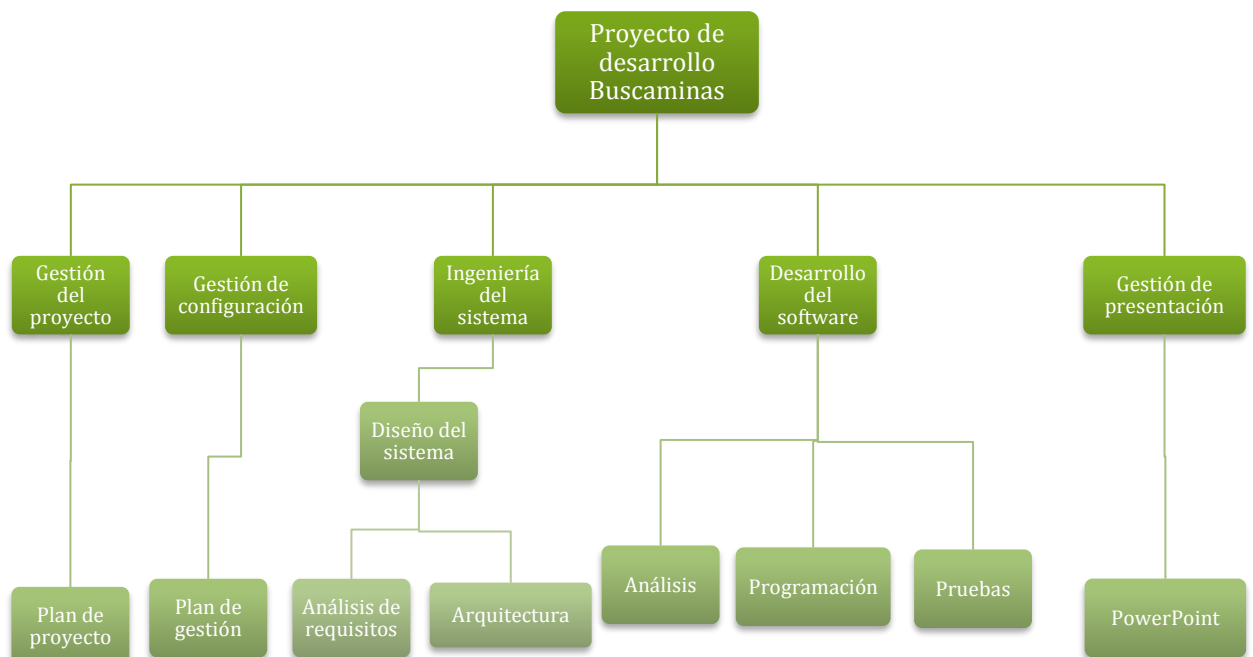 Proyecto de
desarrollo
Buscaminas
Gestión
del
proyecto
Gestión de
configuración
Ingeniería
del
sistema
Desarrollo
del
software
Gestión de
presentación
Diseño del
sistema
Plan de
proyecto
Plan de
gestión
Análisis de
requisitos
Arquitectura
Análisis
Programación
Pruebas
PowerPoint